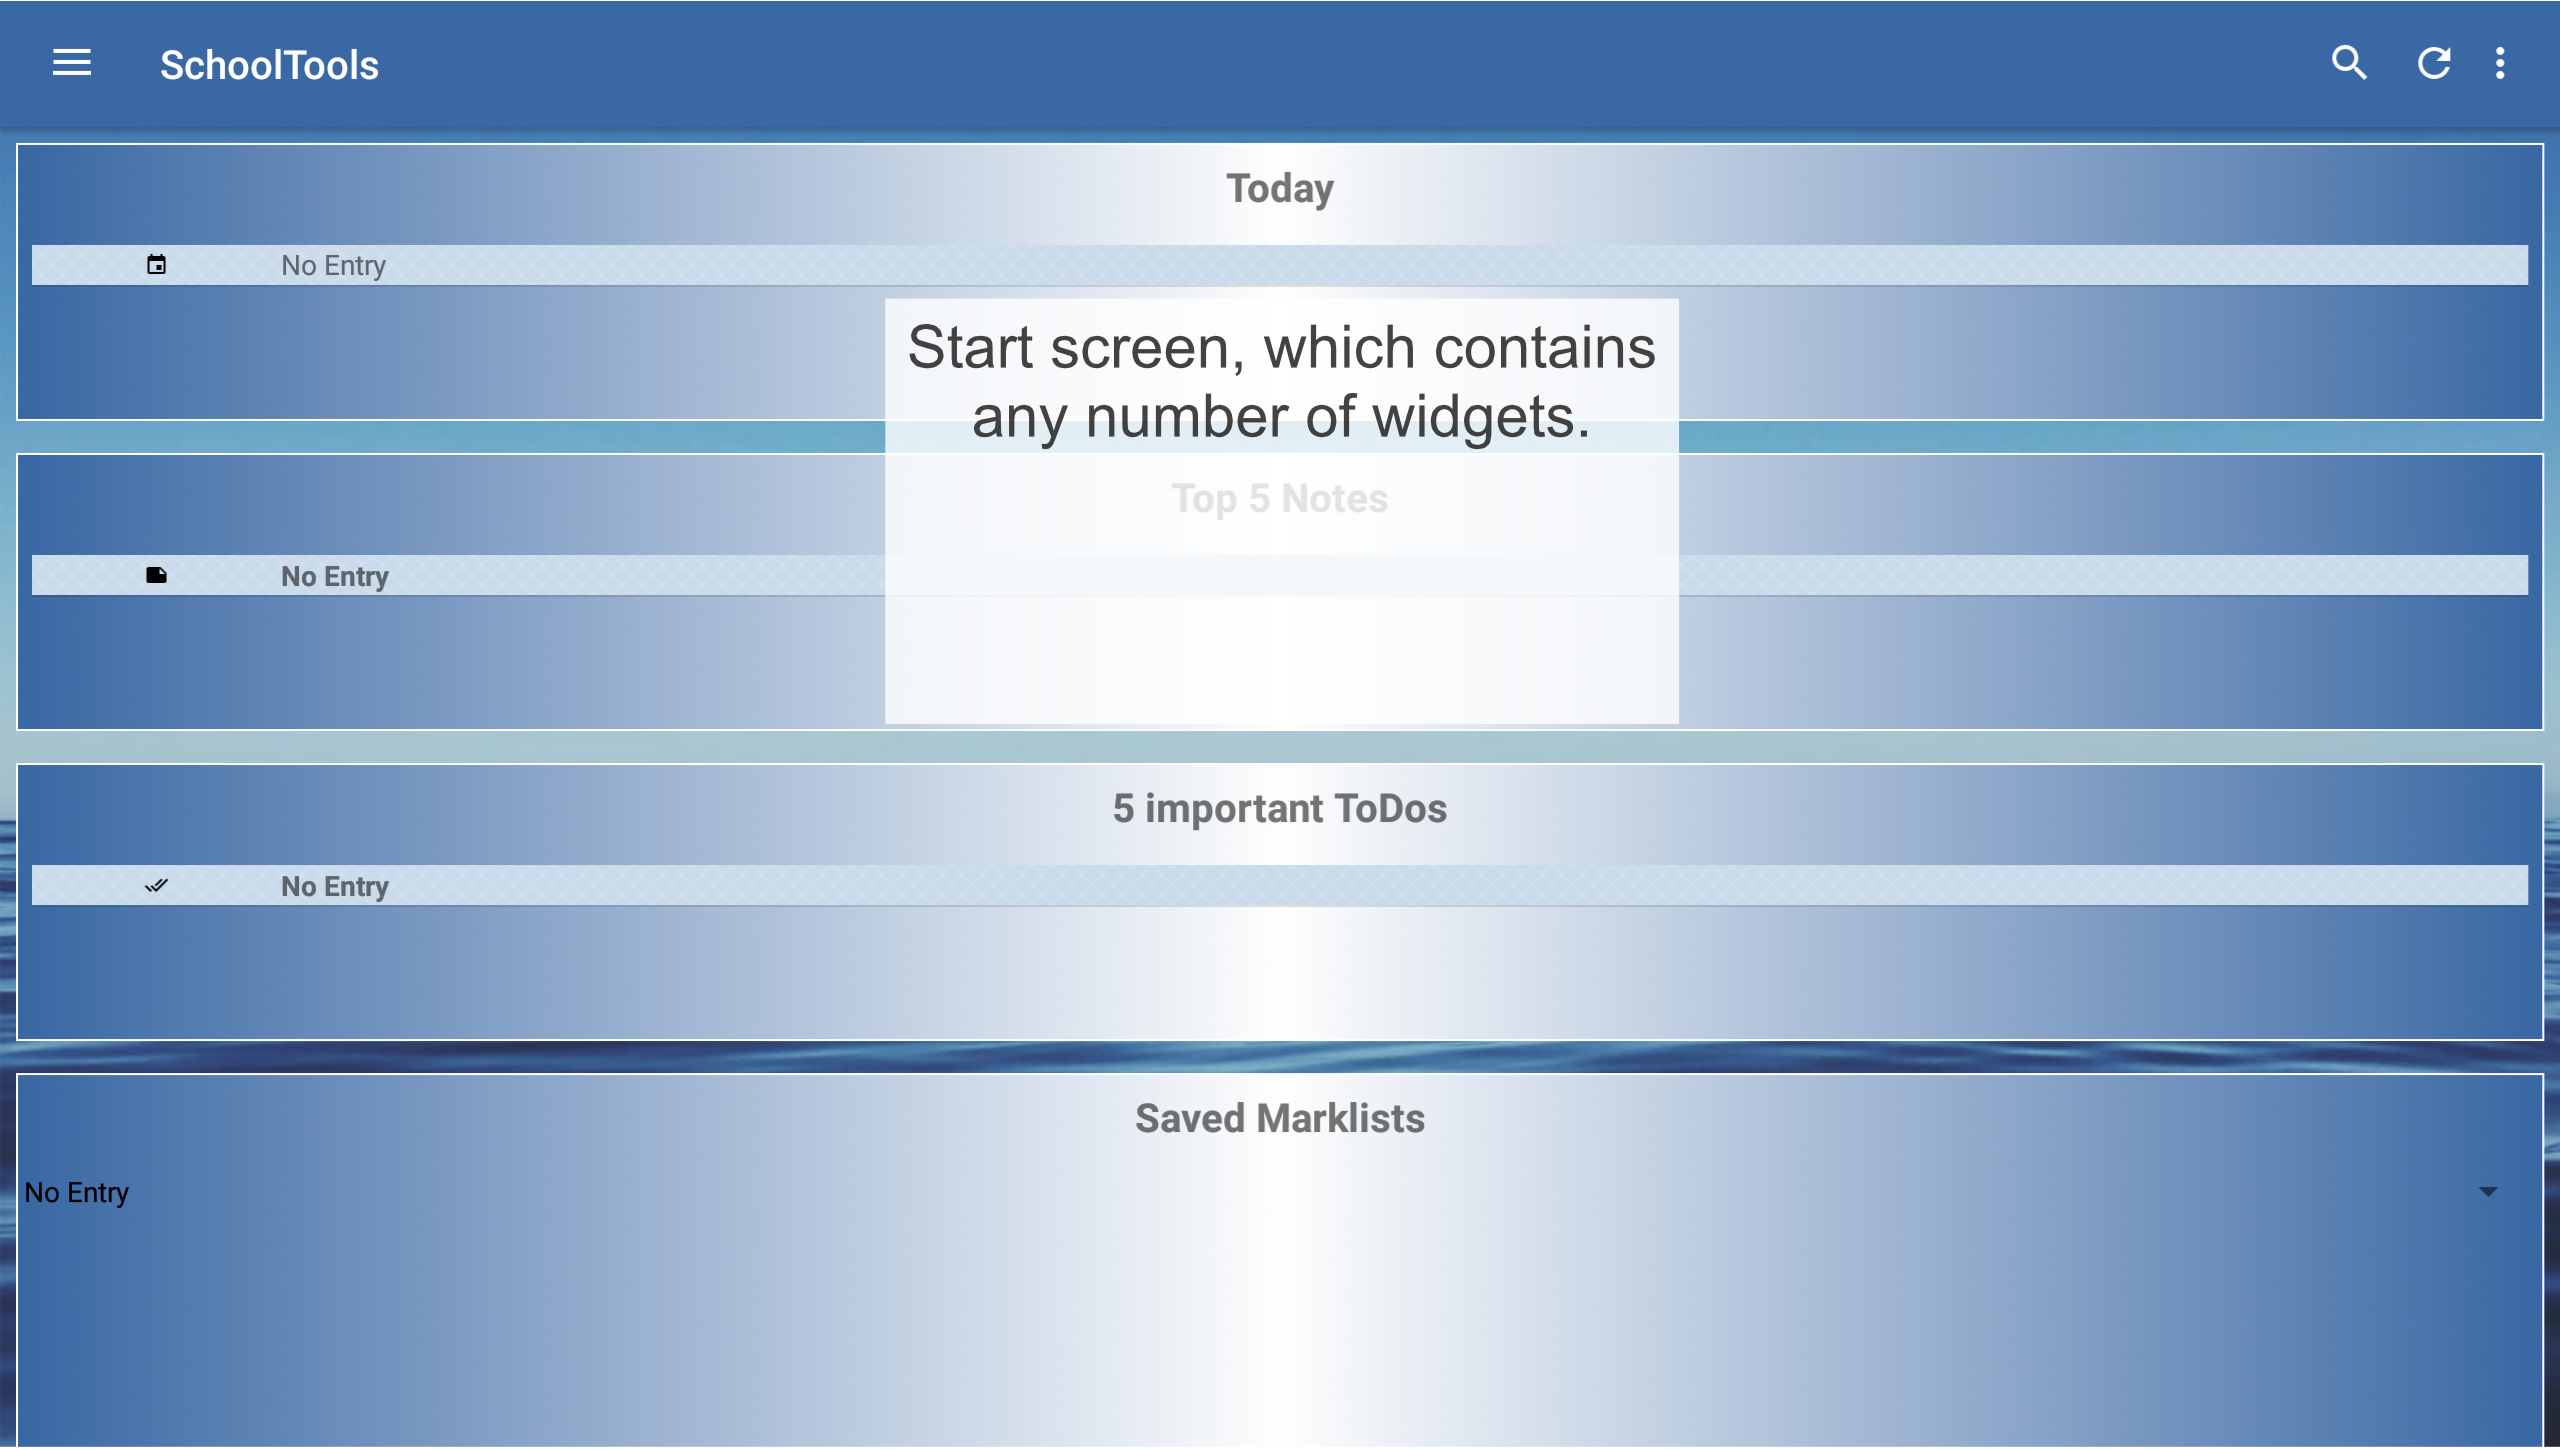 SchoolTools
Today
No Entry
Start screen, which contains
any number of widgets.
Top 5 Notes
No Entry
5 important ToDos
No Entry
Saved Marklists
No Entry